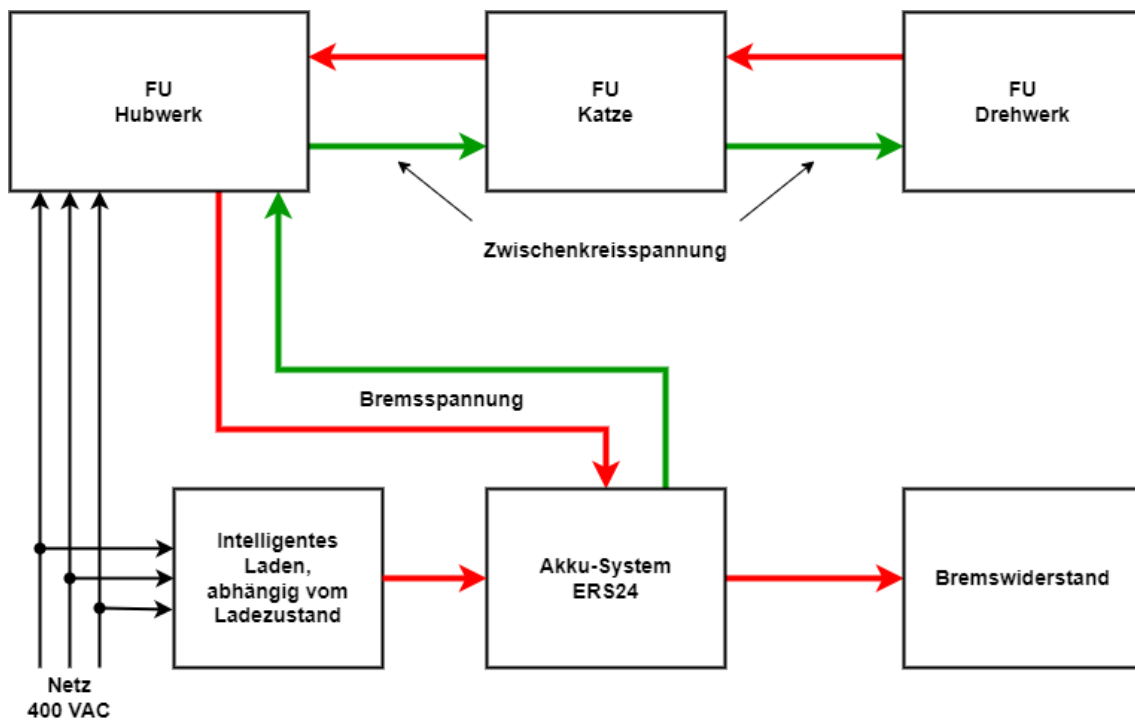 FU
Hubwerk
FU
Katze
FU
Drehwerk
Zwischenkreisspannung
Bremsspannung
Intelligentes
Laden,
abhängig vom
Ladezustand
Akku-System
ERS24
Bremswiderstand
Netz
400 VAC